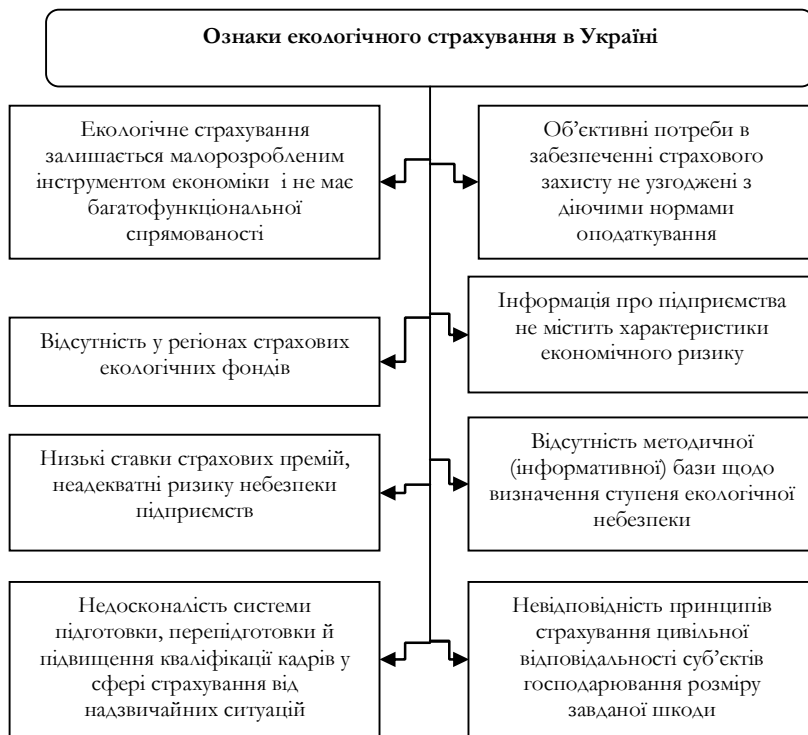 Ознаки екологічного страхування в Україні
Екологічне страхування
залишається малорозробленим
інструментом економіки і не має
багатофункціональної
спрямованості
Об’єктивні потреби в
забезпеченні страхового
захисту не узгоджені з
діючими нормами
оподаткування
Відсутність у регіонах страхових
екологічних фондів
Інформація про підприємства
не містить характеристики
економічного ризику
Низькі ставки страхових премій,
неадекватні ризику небезпеки
підприємств
Відсутність методичної
(інформативної) бази щодо
визначення ступеня екологічної
небезпеки
Недосконалість системи
підготовки, перепідготовки й
підвищення кваліфікації кадрів у
сфері страхування від
надзвичайних ситуацій
Невідповідність принципів
страхування цивільної
відповідальності суб’єктів
господарювання розміру
завданої шкоди